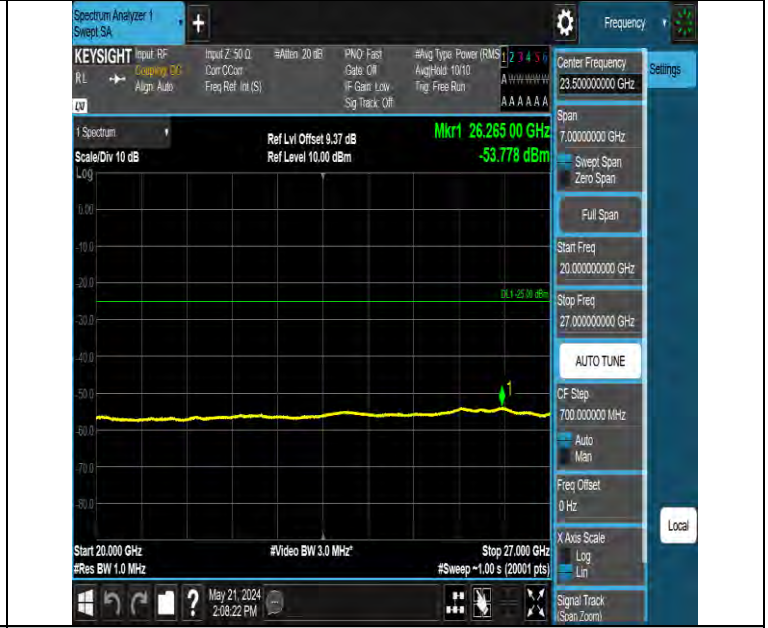 Spectrum Analyzer 1
Swept SA
+
Frequency
KEYSIGHT
RL
Input: RF
Coupling: DC
Align: Auto
Input Z: 50 Ω
Corr CCorr
Freq Ref: Int (S)
#Atten: 20 dB
PNO: Fast
Gate: Off
IF Gain: Low
Sig Track: Off
#Avg Type: Power (RMS
Avg|Hold: 10/10
Trig: Free Run
1 2 3 4 5 6
A W W W W W
A A A A A A
LXI
1 Spectrum
Scale/Div 10 dB
Ref Lvl Offset 9.37 dB
Ref Level 10.00 dBm
Mkr1 26.265 00 GHz
-53.778 dBm
Log
0.00
-10.0
-20.0
-30.0
-40.0
-50.0
-60.0
-70.0
-80.0
DL1 -25.00 dBm
1
Start 20.000 GHz
#Res BW 1.0 MHz
#Video BW 3.0 MHz*
Stop 27.000 GHz
#Sweep ~1.00 s (20001 pts)
Center Frequency
23.500000000 GHz
Settings
Span
7.00000000 GHz
Swept Span
Zero Span
Full Span
Start Freq
20.000000000 GHz
Stop Freq
27.000000000 GHz
AUTO TUNE
CF Step
700.000000 MHz
Auto
Man
Freq Offset
0 Hz
X Axis Scale
Log
Lin
Local
Signal Track
(Span Zoom)
?
May 21, 2024
2:08:22 PM